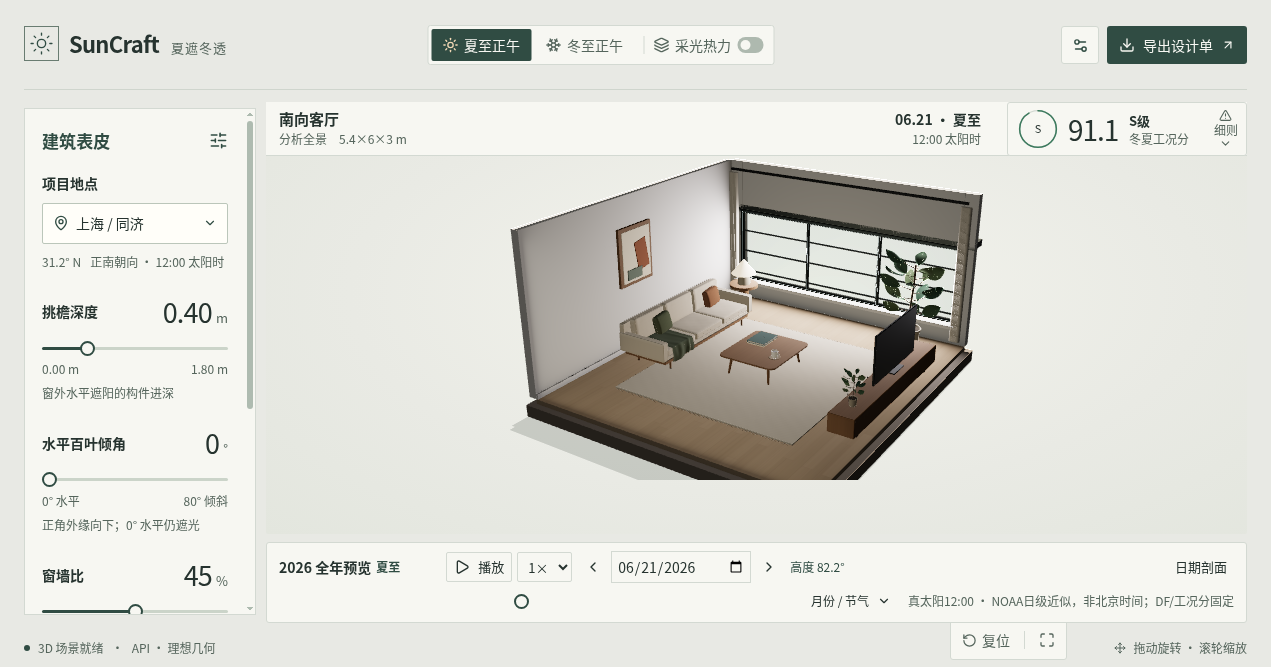 SunCraft 夏遮冬透
夏至正午 冬至正午 采光热力
导出设计单
建筑表皮
项目地点
上海 / 同济
31.2° N 正南朝向 · 12:00 太阳时
挑檐深度 0.40 m
0.00 m 1.80 m
窗外水平遮阳的构件进深
水平百叶倾角 0 °
0° 水平 80° 倾斜
正角外缘向下；0° 水平仍遮光
窗墙比 45 %
南向客厅
分析全景 5.4×6×3 m
06.21 · 夏至
12:00 太阳时
S 91.1 S级
冬夏工况分
细则
2026 全年预览 夏至 播放 1× 06/21/2026 高度 82.2° 日期剖面
月份 / 节气 真太阳12:00 · NOAA日级近似，非北京时间；DF/工况分固定
复位
3D 场景就绪 · API · 理想几何
拖动旋转 · 滚轮缩放